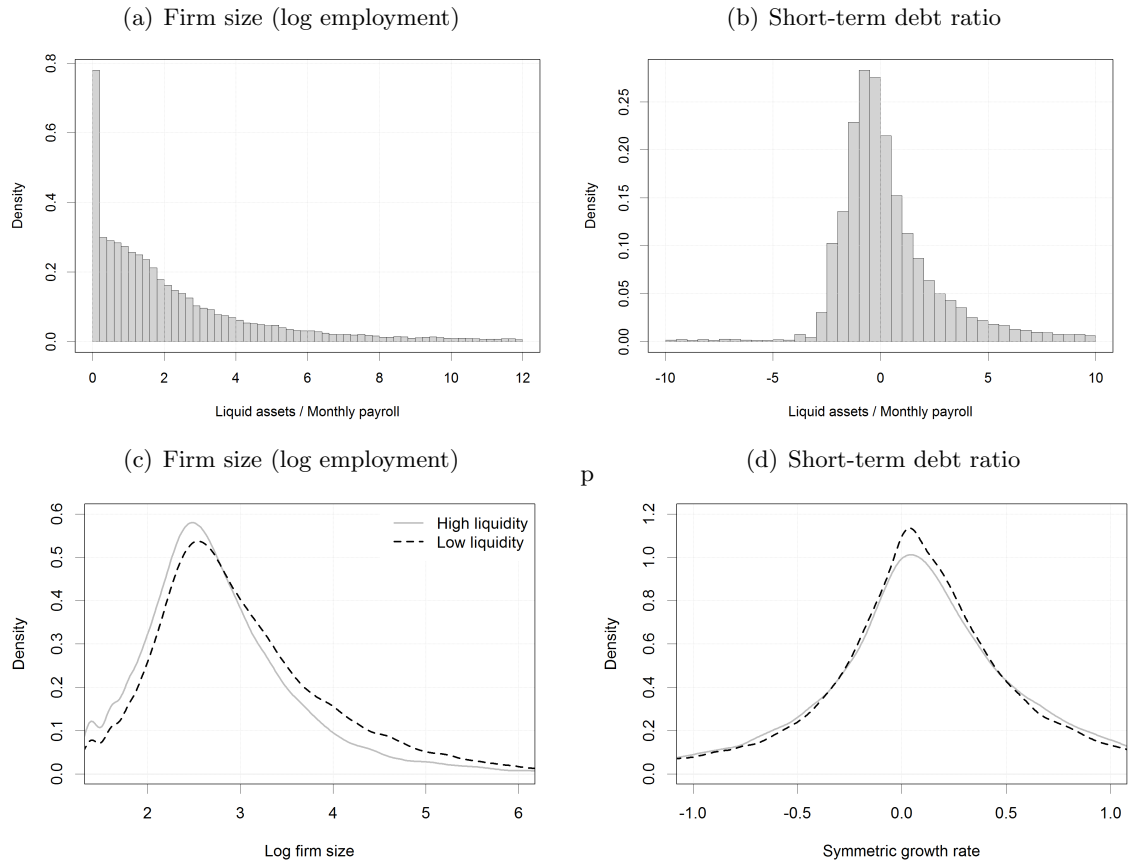 (a) Firm size (log employment)
0.8
0.6
0.4
0.2
0.0
Density
0 2 4 6 8 10 12
Liquid assets / Monthly payroll
(b) Short-term debt ratio
0.25
0.20
0.15
0.10
0.05
0.00
Density
-10 -5 0 5 10
Liquid assets / Monthly payroll
(c) Firm size (log employment)
0.6
0.5
0.4
0.3
0.2
0.1
0.0
Density
High liquidity
Low liquidity
2 3 4 5 6
Log firm size
p
(d) Short-term debt ratio
1.2
1.0
0.8
0.6
0.4
0.2
0.0
Density
-1.0 -0.5 0.0 0.5 1.0
Symmetric growth rate